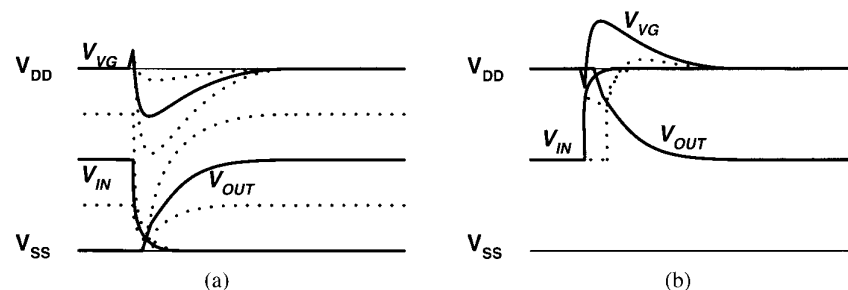 V_VG
V_DD
V_IN
V_OUT
V_SS
(a)
V_VG
V_DD
V_IN
V_OUT
V_SS
(b)